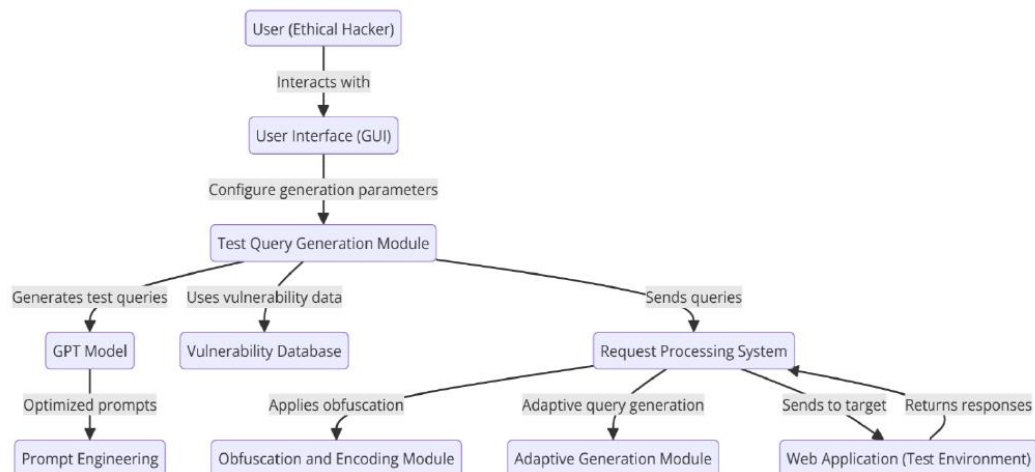 User (Ethical Hacker)
Interacts with
User Interface (GUI)
Configure generation parameters
Test Query Generation Module
Generates test queries
Uses vulnerability data
Sends queries
GPT Model
Vulnerability Database
Request Processing System
Optimized prompts
Applies obfuscation
Adaptive query generation
Sends to target
Returns responses
Prompt Engineering
Obfuscation and Encoding Module
Adaptive Generation Module
Web Application (Test Environment)